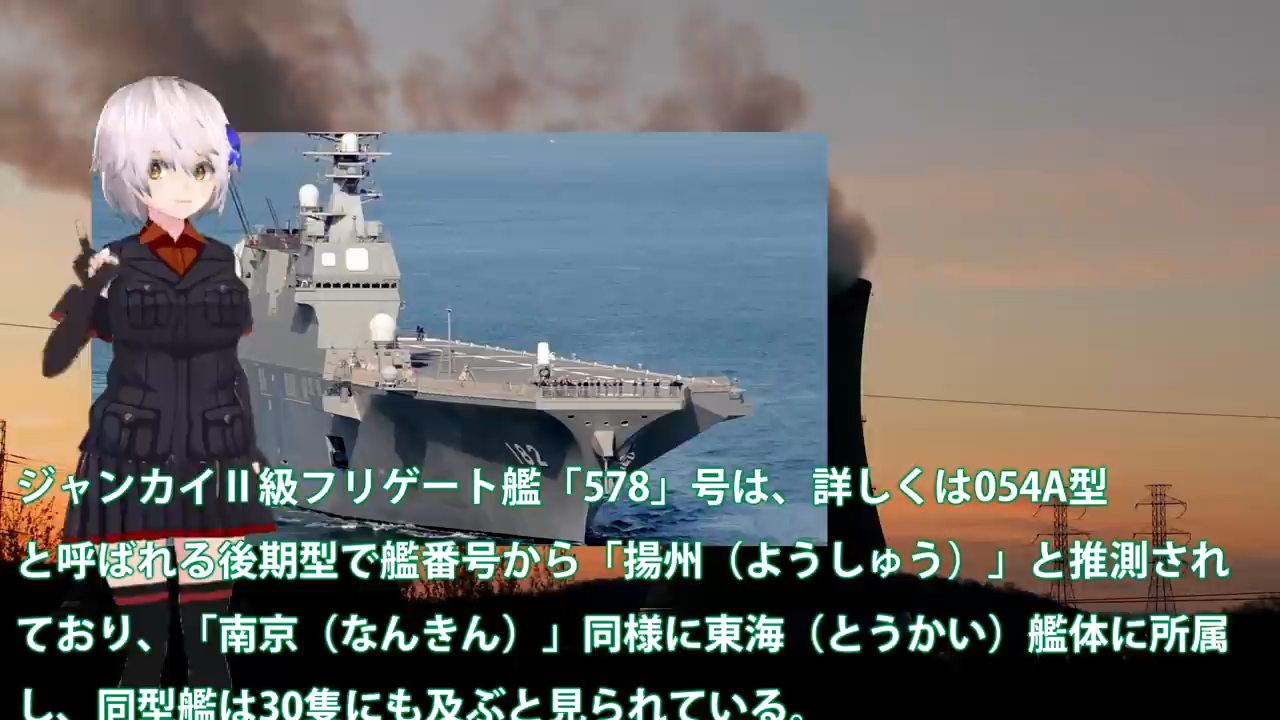 182
ジャンカイⅡ級フリゲート艦「578」号は、詳しくは054A型
と呼ばれる後期型で艦番号から「揚州（ようしゅう）」と推測され
ており、「南京（なんきん）」同様に東海（とうかい）艦体に所属
し、同型艦は30隻にも及ぶと見られている。